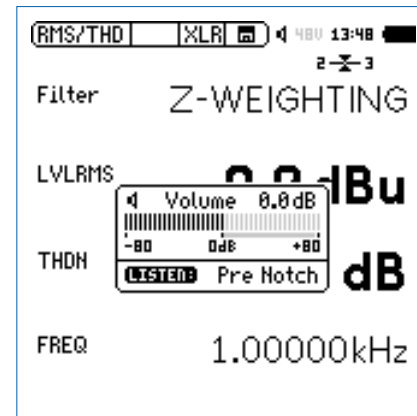 RMS/THD XLR 48V 13:48
2 3
Filter Z-WEIGHTING
LVLRMS dBu
Volume 0.0dB
-80 0dB +80
LISTEN: Pre Notch
THDN dB
FREQ 1.00000kHz